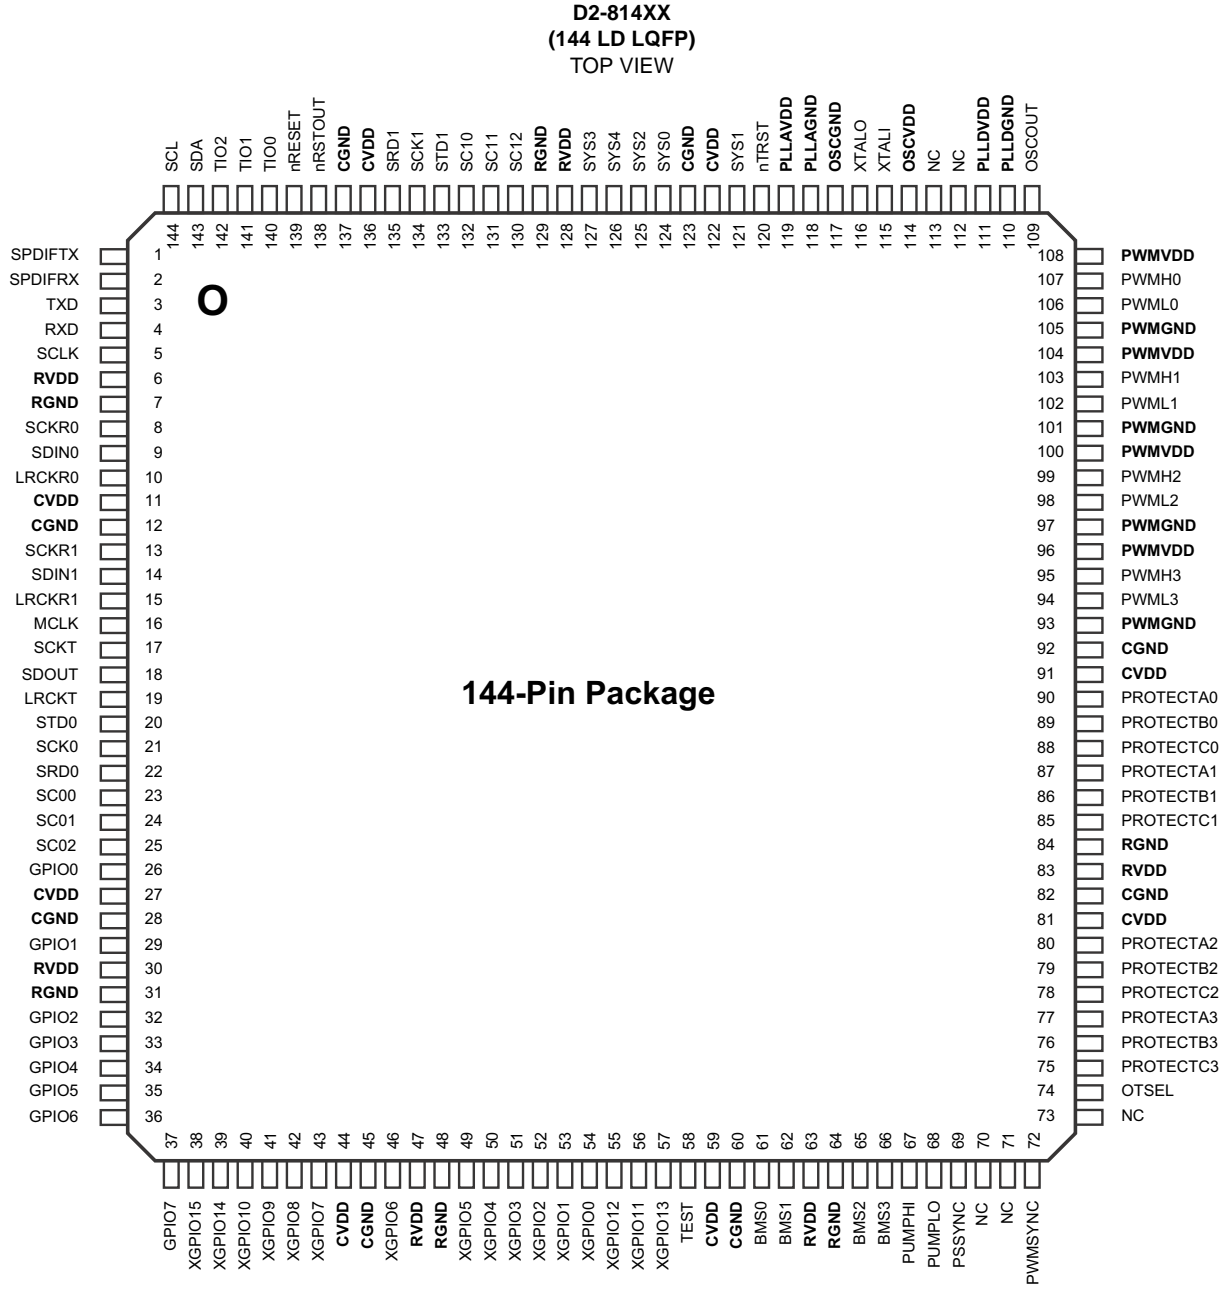 D2-814XX
(144 LD LQFP)
TOP VIEW
SCL SDA TIO2 TIO1 TIO0 nRESET nRSTOUT CGND CVDD SRD1 SCK1 STD1 SC10 SC11 SC12 RGND RVDD SYS3 SYS4 SYS2 SYS0 CGND CVDD SYS1 nTRST PLLAVDD PLLAGND OSCGND XTALO XTALI OSCVDD NC NC PLLDVDD PLLDGND OSCOUT
144 143 142 141 140 139 138 137 136 135 134 133 132 131 130 129 128 127 126 125 124 123 122 121 120 119 118 117 116 115 114 113 112 111 110 109
SPDIFTX 1 108 PWMVDD
SPDIFRX 2 107 PWMH0
TXD 3 O 106 PWML0
RXD 4 105 PWMGND
SCLK 5 104 PWMVDD
RVDD 6 103 PWMH1
RGND 7 102 PWML1
SCKR0 8 101 PWMGND
SDIN0 9 100 PWMVDD
LRCKR0 10 99 PWMH2
CVDD 11 98 PWML2
CGND 12 97 PWMGND
SCKR1 13 96 PWMVDD
SDIN1 14 95 PWMH3
LRCKR1 15 94 PWML3
MCLK 16 93 PWMGND
SCKT 17 92 CGND
SDOUT 18 91 CVDD
144-Pin Package
LRCKT 19 90 PROTECTA0
STD0 20 89 PROTECTB0
SCK0 21 88 PROTECTC0
SRD0 22 87 PROTECTA1
SC00 23 86 PROTECTB1
SC01 24 85 PROTECTC1
SC02 25 84 RGND
GPIO0 26 83 RVDD
CVDD 27 82 CGND
CGND 28 81 CVDD
GPIO1 29 80 PROTECTA2
RVDD 30 79 PROTECTB2
RGND 31 78 PROTECTC2
GPIO2 32 77 PROTECTA3
GPIO3 33 76 PROTECTB3
GPIO4 34 75 PROTECTC3
GPIO5 35 74 OTSEL
GPIO6 36 73 NC
37 38 39 40 41 42 43 44 45 46 47 48 49 50 51 52 53 54 55 56 57 58 59 60 61 62 63 64 65 66 67 68 69 70 71 72
GPIO7 XGPIO15 XGPIO14 XGPIO10 XGPIO9 XGPIO8 XGPIO7 CVDD CGND XGPIO6 RVDD RGND XGPIO5 XGPIO4 XGPIO3 XGPIO2 XGPIO1 XGPIO0 XGPIO12 XGPIO11 XGPIO13 TEST CVDD CGND BMS0 BMS1 RVDD RGND BMS2 BMS3 PUMPHI PUMPLO PSSYNC NC NC PWMSYNC